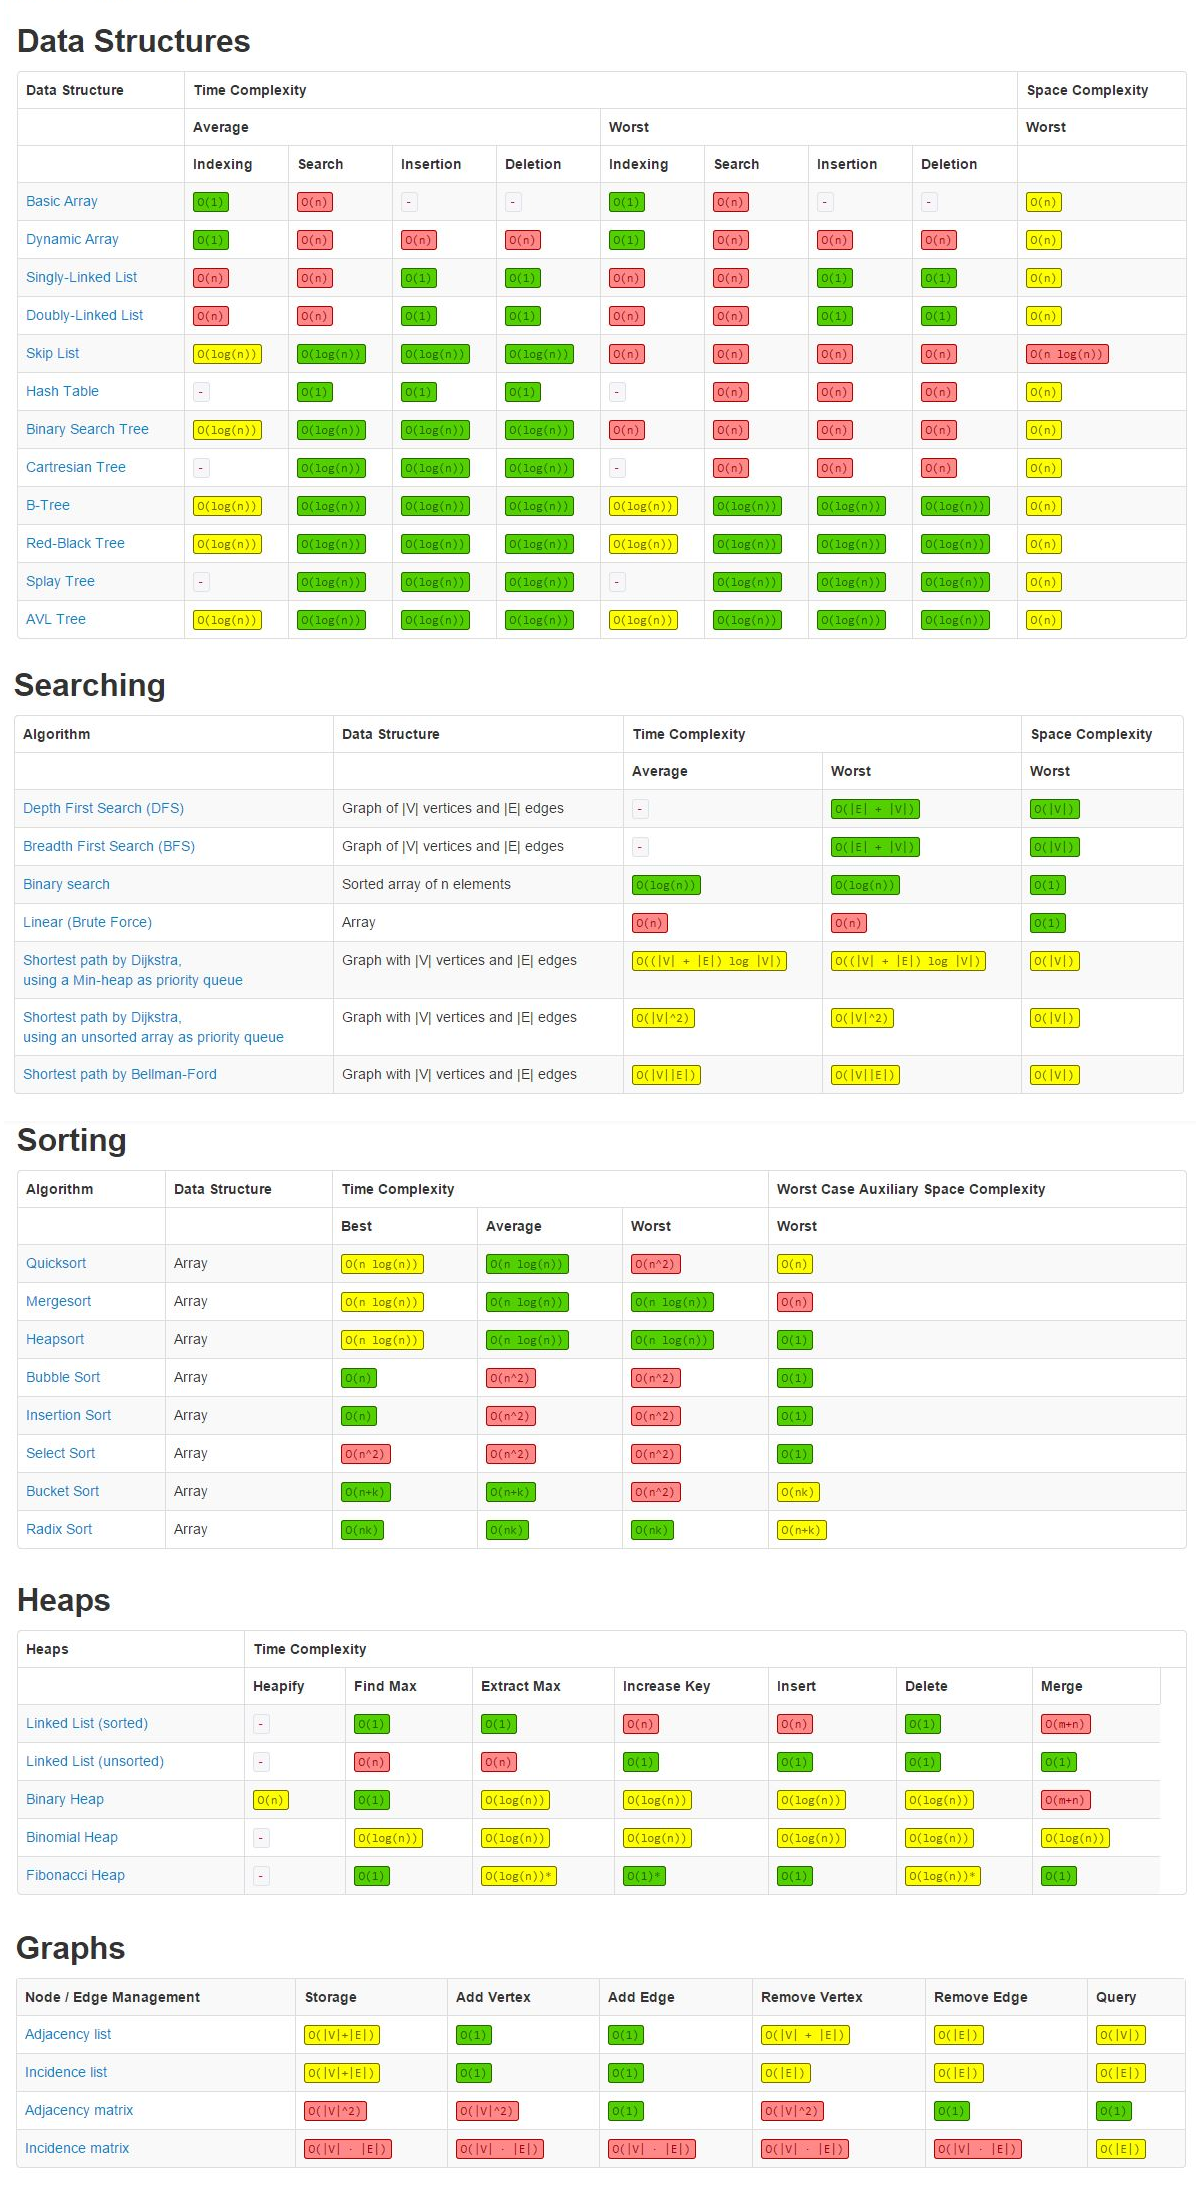 Data Structures
Data Structure Time Complexity Space Complexity
Average Worst Worst
Indexing Search Insertion Deletion Indexing Search Insertion Deletion
Basic Array O(1) O(n) - - O(1) O(n) - - O(n)
Dynamic Array O(1) O(n) O(n) O(n) O(1) O(n) O(n) O(n) O(n)
Singly-Linked List O(n) O(n) O(1) O(1) O(n) O(n) O(1) O(1) O(n)
Doubly-Linked List O(n) O(n) O(1) O(1) O(n) O(n) O(1) O(1) O(n)
Skip List O(log(n)) O(log(n)) O(log(n)) O(log(n)) O(n) O(n) O(n) O(n) O(n log(n))
Hash Table - O(1) O(1) O(1) - O(n) O(n) O(n) O(n)
Binary Search Tree O(log(n)) O(log(n)) O(log(n)) O(log(n)) O(n) O(n) O(n) O(n) O(n)
Cartresian Tree - O(log(n)) O(log(n)) O(log(n)) - O(n) O(n) O(n) O(n)
B-Tree O(log(n)) O(log(n)) O(log(n)) O(log(n)) O(log(n)) O(log(n)) O(log(n)) O(log(n)) O(n)
Red-Black Tree O(log(n)) O(log(n)) O(log(n)) O(log(n)) O(log(n)) O(log(n)) O(log(n)) O(log(n)) O(n)
Splay Tree - O(log(n)) O(log(n)) O(log(n)) - O(log(n)) O(log(n)) O(log(n)) O(n)
AVL Tree O(log(n)) O(log(n)) O(log(n)) O(log(n)) O(log(n)) O(log(n)) O(log(n)) O(log(n)) O(n)
Searching
Algorithm Data Structure Time Complexity Space Complexity
Average Worst Worst
Depth First Search (DFS) Graph of |V| vertices and |E| edges - O(|E| + |V|) O(|V|)
Breadth First Search (BFS) Graph of |V| vertices and |E| edges - O(|E| + |V|) O(|V|)
Binary search Sorted array of n elements O(log(n)) O(log(n)) O(1)
Linear (Brute Force) Array O(n) O(n) O(1)
Shortest path by Dijkstra, Graph with |V| vertices and |E| edges O((|V| + |E|) log |V|) O((|V| + |E|) log |V|) O(|V|)
using a Min-heap as priority queue
Shortest path by Dijkstra, Graph with |V| vertices and |E| edges O(|V|^2) O(|V|^2) O(|V|)
using an unsorted array as priority queue
Shortest path by Bellman-Ford Graph with |V| vertices and |E| edges O(|V||E|) O(|V||E|) O(|V|)
Sorting
Algorithm Data Structure Time Complexity Worst Case Auxiliary Space Complexity
Best Average Worst Worst
Quicksort Array O(n log(n)) O(n log(n)) O(n^2) O(n)
Mergesort Array O(n log(n)) O(n log(n)) O(n log(n)) O(n)
Heapsort Array O(n log(n)) O(n log(n)) O(n log(n)) O(1)
Bubble Sort Array O(n) O(n^2) O(n^2) O(1)
Insertion Sort Array O(n) O(n^2) O(n^2) O(1)
Select Sort Array O(n^2) O(n^2) O(n^2) O(1)
Bucket Sort Array O(n+k) O(n+k) O(n^2) O(nk)
Radix Sort Array O(nk) O(nk) O(nk) O(n+k)
Heaps
Heaps Time Complexity
Heapify Find Max Extract Max Increase Key Insert Delete Merge
Linked List (sorted) - O(1) O(1) O(n) O(n) O(1) O(m+n)
Linked List (unsorted) - O(n) O(n) O(1) O(1) O(1) O(1)
Binary Heap O(n) O(1) O(log(n)) O(log(n)) O(log(n)) O(log(n)) O(m+n)
Binomial Heap - O(log(n)) O(log(n)) O(log(n)) O(log(n)) O(log(n)) O(log(n))
Fibonacci Heap - O(1) O(log(n))* O(1)* O(1) O(log(n))* O(1)
Graphs
Node / Edge Management Storage Add Vertex Add Edge Remove Vertex Remove Edge Query
Adjacency list O(|V|+|E|) O(1) O(1) O(|V| + |E|) O(|E|) O(|V|)
Incidence list O(|V|+|E|) O(1) O(1) O(|E|) O(|E|) O(|E|)
Adjacency matrix O(|V|^2) O(|V|^2) O(1) O(|V|^2) O(1) O(1)
Incidence matrix O(|V| · |E|) O(|V| · |E|) O(|V| · |E|) O(|V| · |E|) O(|V| · |E|) O(|E|)